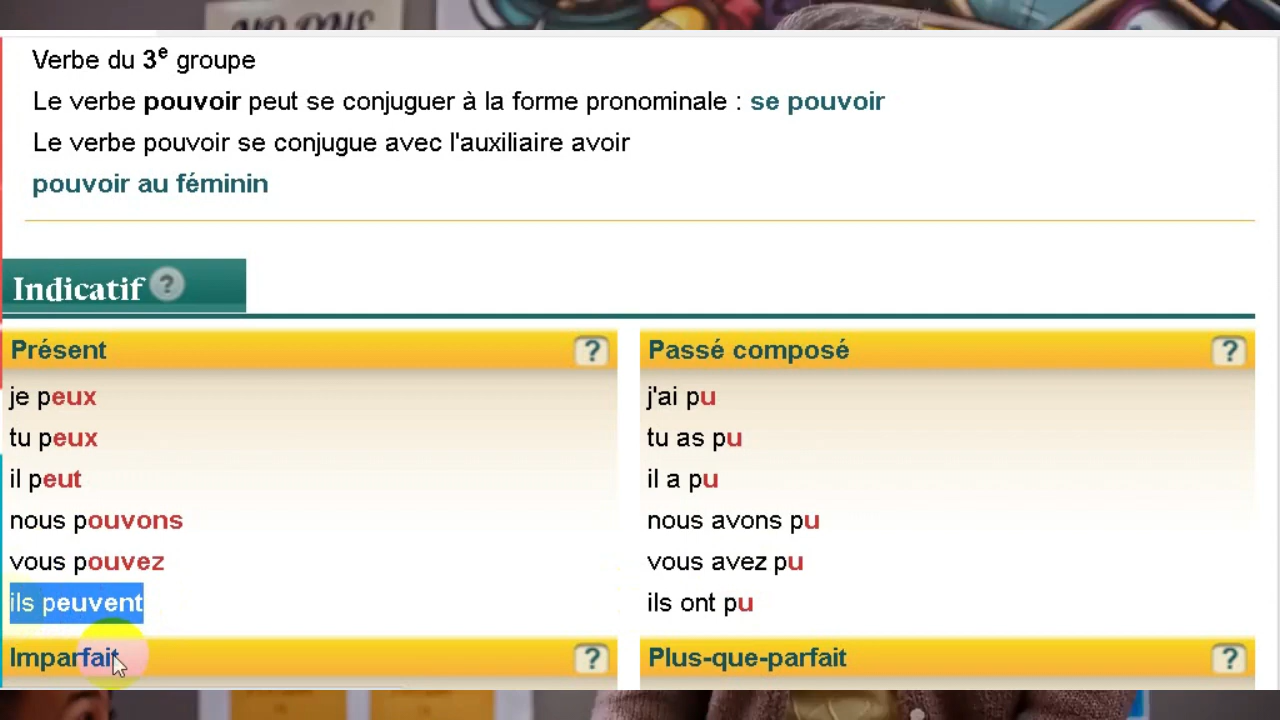 Verbe du 3e groupe
Le verbe pouvoir peut se conjuguer à la forme pronominale : se pouvoir
Le verbe pouvoir se conjugue avec l'auxiliaire avoir
pouvoir au féminin
Indicatif ?
Présent ?
je peux
tu peux
il peut
nous pouvons
vous pouvez
ils peuvent
Passé composé ?
j'ai pu
tu as pu
il a pu
nous avons pu
vous avez pu
ils ont pu
Imparfait ?
Plus-que-parfait ?